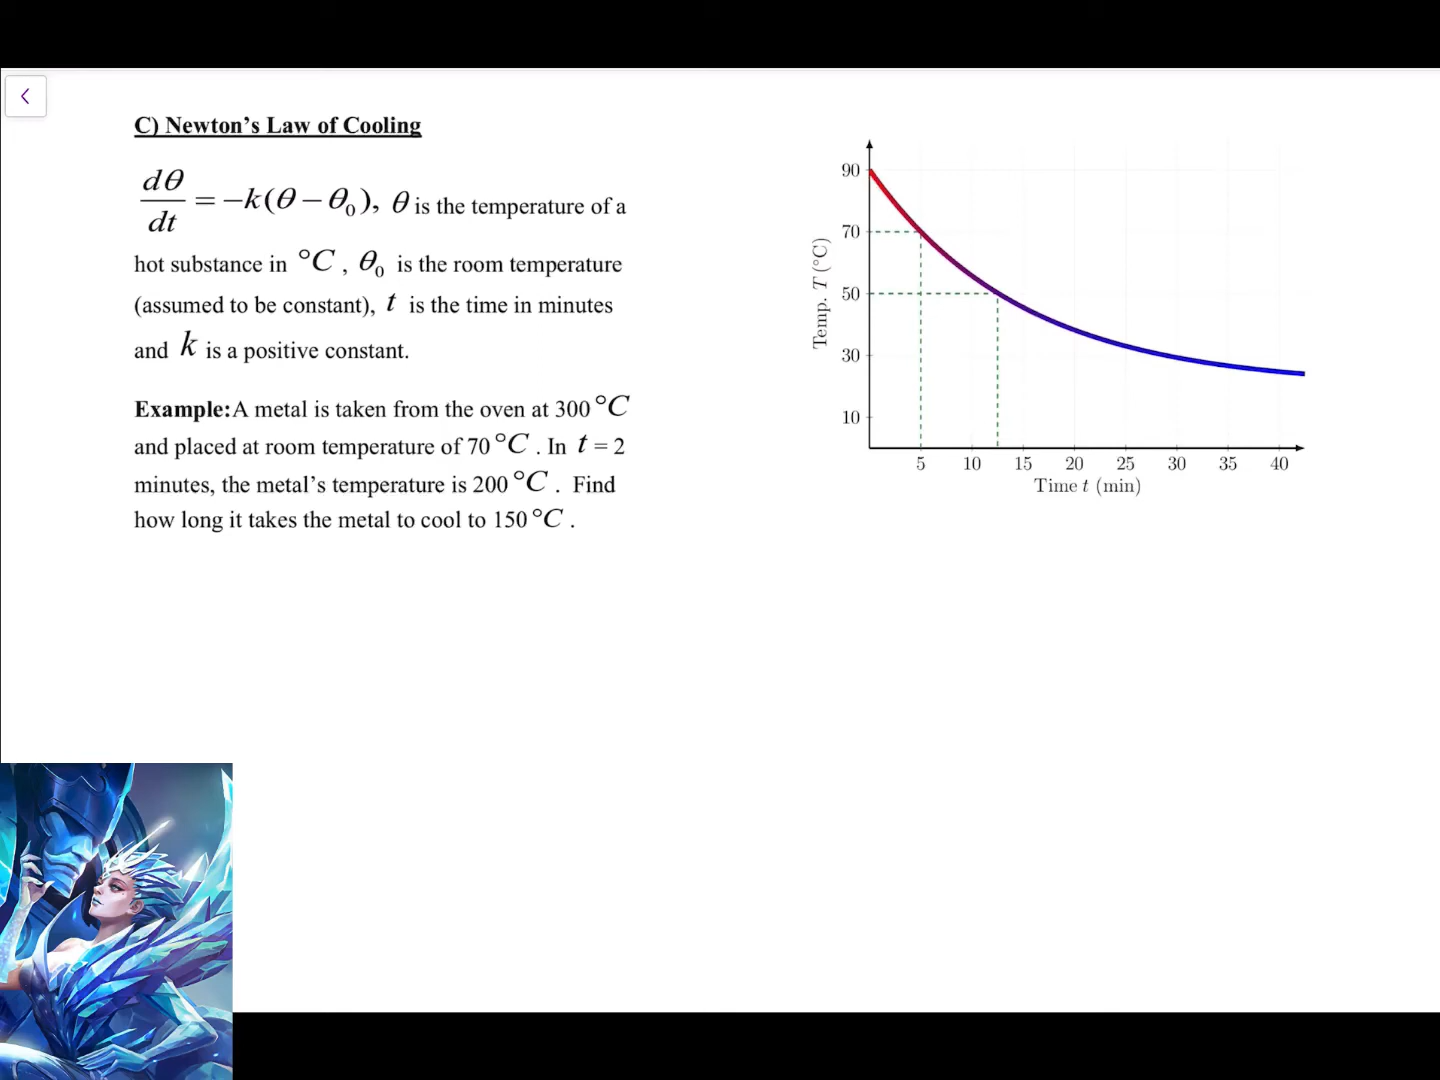 C) Newton's Law of Cooling
dθ/dt = −k(θ − θ₀), θ is the temperature of a
hot substance in °C , θ₀ is the room temperature
(assumed to be constant), t is the time in minutes
and k is a positive constant.
Example:A metal is taken from the oven at 300 °C
and placed at room temperature of 70 °C . In t = 2
minutes, the metal's temperature is 200 °C . Find
how long it takes the metal to cool to 150 °C .
90
70
50
30
10
Temp. T (°C)
5 10 15 20 25 30 35 40
Time t (min)